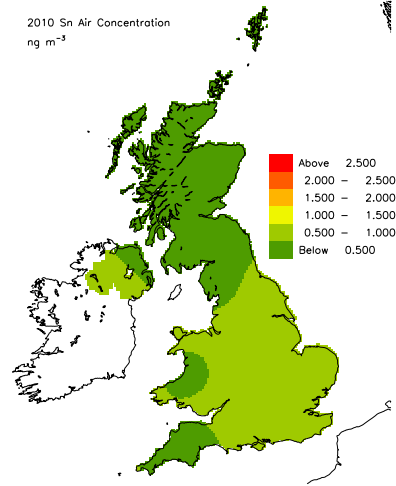 2010 Sn Air Concentration
ng m⁻³
Above 2.500
2.000 – 2.500
1.500 – 2.000
1.000 – 1.500
0.500 – 1.000
Below 0.500